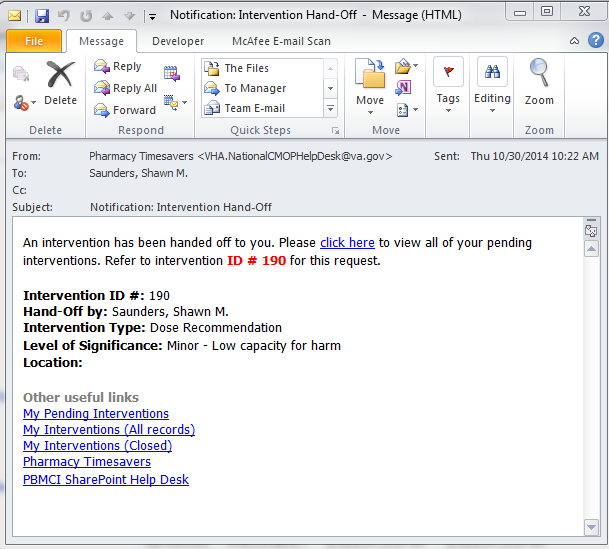 Notification: Intervention Hand-Off - Message (HTML)
File Message Developer McAfee E-mail Scan
Delete
Reply
Reply All
Forward
The Files
To Manager
Team E-mail
Move
Tags
Editing
Zoom
Delete Respond Quick Steps Move Zoom
From: Pharmacy Timesavers <VHA.NationalCMOPHelpDesk@va.gov> Sent: Thu 10/30/2014 10:22 AM
To: Saunders, Shawn M.
Cc:
Subject: Notification: Intervention Hand-Off
An intervention has been handed off to you. Please click here to view all of your pending
interventions. Refer to intervention ID # 190 for this request.
Intervention ID #: 190
Hand-Off by: Saunders, Shawn M.
Intervention Type: Dose Recommendation
Level of Significance: Minor - Low capacity for harm
Location:
Other useful links
My Pending Interventions
My Interventions (All records)
My Interventions (Closed)
Pharmacy Timesavers
PBMCI SharePoint Help Desk